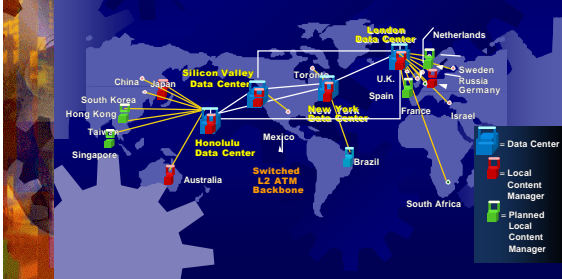 London
Data Center
Netherlands
Silicon Valley
Data Center
Toronto
China
Japan
U.K.
Sweden
Russia
Germany
South Korea
Spain
Hong Kong
New York
Data Center
France
Israel
Taiwan
Honolulu
Data Center
Mexico
Singapore
Brazil
Australia
Switched
L2 ATM
Backbone
South Africa
= Data Center
= Local
Content
Manager
= Planned
Local
Content
Manager